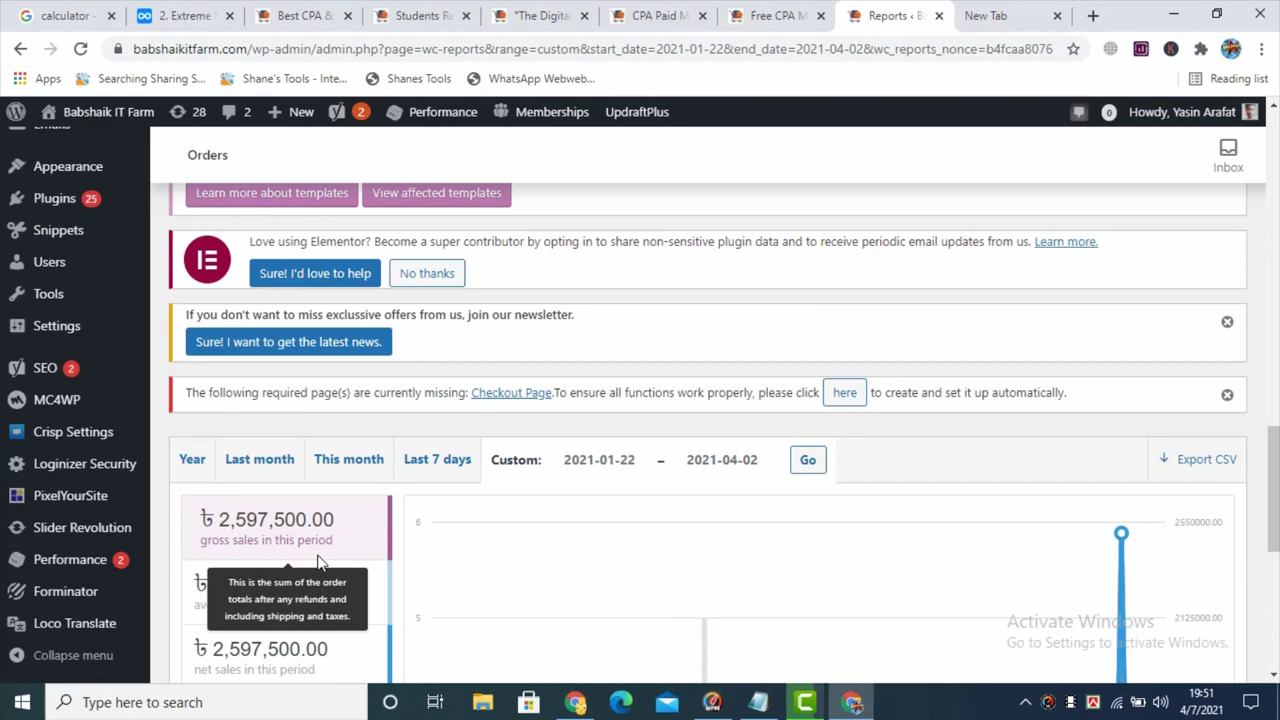 calculator
2. Extreme
Best CPA &
Students Re
"The Digital
CPA Paid M
Free CPA M
Reports ‹ B
New Tab
babshaikitfarm.com/wp-admin/admin.php?page=wc-reports&range=custom&start_date=2021-01-22&end_date=2021-04-02&wc_reports_nonce=b4fcaa8076
Apps
Searching Sharing S...
Shane's Tools - Inte...
Shanes Tools
WhatsApp Webweb...
Reading list
Babshaik IT Farm
28
2
New
2
Performance
Memberships
UpdraftPlus
0
Howdy, Yasin Arafat
Appearance
Plugins 25
Snippets
Users
Tools
Settings
SEO 2
MC4WP
Crisp Settings
Loginizer Security
PixelYourSite
Slider Revolution
Performance 2
Forminator
Loco Translate
Collapse menu
Orders
Inbox
Learn more about templates
View affected templates
Love using Elementor? Become a super contributor by opting in to share non-sensitive plugin data and to receive periodic email updates from us. Learn more.
Sure! I'd love to help
No thanks
If you don't want to miss exclussive offers from us, join our newsletter.
Sure! I want to get the latest news.
The following required page(s) are currently missing: Checkout Page.To ensure all functions work properly, please click here to create and set it up automatically.
Year
Last month
This month
Last 7 days
Custom:
2021-01-22 – 2021-04-02
Go
Export CSV
৳ 2,597,500.00
gross sales in this period
This is the sum of the order
totals after any refunds and
including shipping and taxes.
৳
৳ 2,597,500.00
net sales in this period
6
2550000.00
5
2125000.00
Activate Windows
Go to Settings to activate Windows.
Type here to search
19:51
4/7/2021